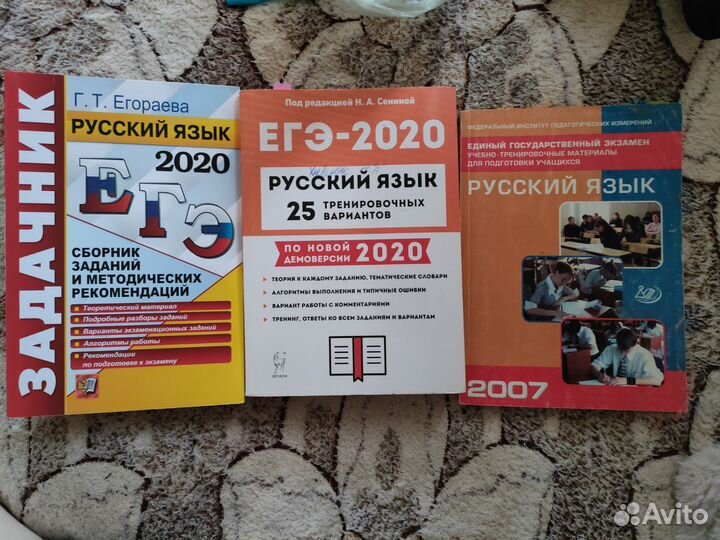 ЗАДАЧНИК
Г. Т. Егораева
РУССКИЙ ЯЗЫК
2020
ЕГЭ
СБОРНИК
ЗАДАНИЙ
И МЕТОДИЧЕСКИХ
РЕКОМЕНДАЦИЙ
Теоретический материал
Подробные разборы заданий
Варианты экзаменационных заданий
Алгоритмы работы
Рекомендации
по подготовке к экзамену
Под редакцией Н. А. Сениной
ЕГЭ-2020
РУССКИЙ ЯЗЫК
25 ТРЕНИРОВОЧНЫХ
ВАРИАНТОВ
ПО НОВОЙ
ДЕМОВЕРСИИ 2020
ТЕОРИЯ К КАЖДОМУ ЗАДАНИЮ, ТЕМАТИЧЕСКИЕ СЛОВАРИ
АЛГОРИТМЫ ВЫПОЛНЕНИЯ И ТИПИЧНЫЕ ОШИБКИ
ВАРИАНТ РАБОТЫ С КОММЕНТАРИЯМИ
ТРЕНИНГ, ОТВЕТЫ КО ВСЕМ ЗАДАНИЯМ И ВАРИАНТАМ
ЛЕГИОН
ФЕДЕРАЛЬНЫЙ ИНСТИТУТ ПЕДАГОГИЧЕСКИХ ИЗМЕРЕНИЙ
ЕДИНЫЙ ГОСУДАРСТВЕННЫЙ ЭКЗАМЕН
УЧЕБНО-ТРЕНИРОВОЧНЫЕ МАТЕРИАЛЫ
ДЛЯ ПОДГОТОВКИ УЧАЩИХСЯ
РУССКИЙ ЯЗЫК
2007
Avito